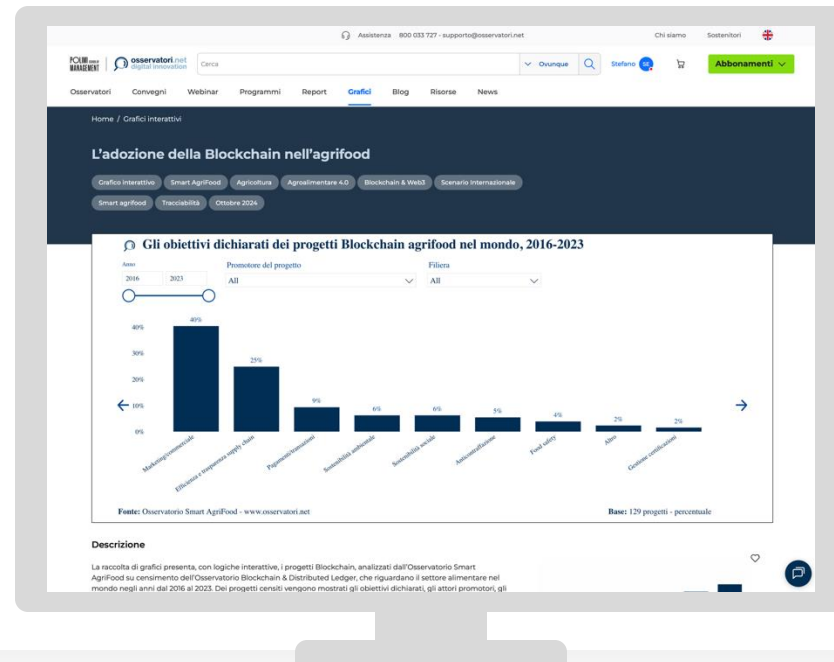 Assistenza 800 033 727 - supporto@osservatori.net Chi siamo Sostenitori
POLIMI
MANAGEMENT
osservatori.net
digital innovation
Cerca Ovunque Stefano SE Abbonamenti
Osservatori Convegni Webinar Programmi Report Grafici Blog Risorse News
Home / Grafici interattivi
L'adozione della Blockchain nell'agrifood
Grafico interattivo Smart AgriFood Agricoltura Agroalimentare 4.0 Blockchain & Web3 Scenario Internazionale
Smart agrifood Tracciabilità Ottobre 2024
Gli obiettivi dichiarati dei progetti Blockchain agrifood nel mondo, 2016-2023
Anno Promotore del progetto Filiera
2016 2023 All All
40%
30%
20%
10%
0%
40% 25% 9% 6% 6% 5% 4% 2% 2%
Marketing/commerciale
Efficienza e trasparenza supply chain
Pagamenti/transazioni
Sostenibilità ambientale
Sostenibilità sociale
Anticontraffazione
Food safety
Altro
Gestione certificazioni
Fonte: Osservatorio Smart AgriFood - www.osservatori.net Base: 129 progetti - percentuale
Descrizione
La raccolta di grafici presenta, con logiche interattive, i progetti Blockchain, analizzati dall'Osservatorio Smart
AgriFood su censimento dell'Osservatorio Blockchain & Distributed Ledger, che riguardano il settore alimentare nel
mondo negli anni dal 2016 al 2023. Dei progetti censiti vengono mostrati gli obiettivi dichiarati, gli attori promotori, gli